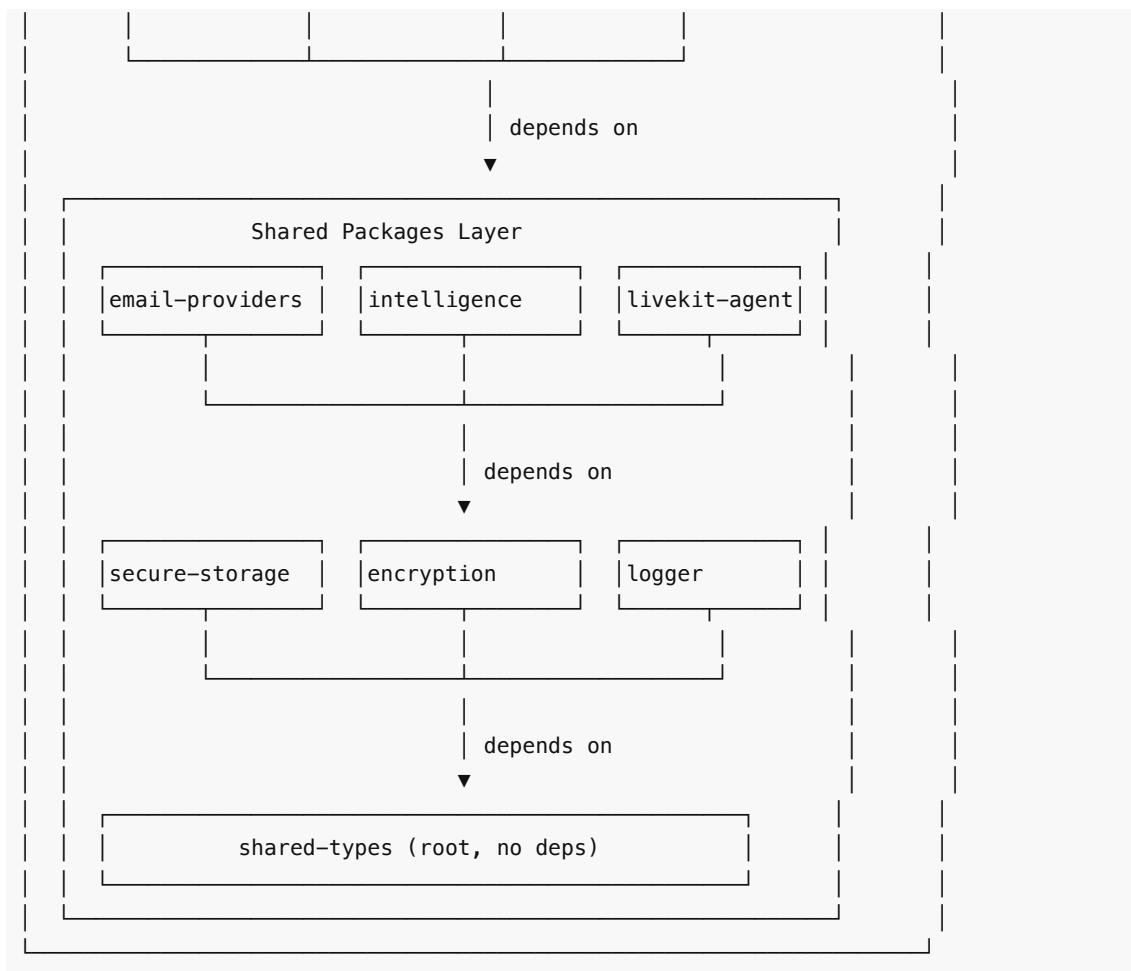 depends on
Shared Packages Layer
email-providers intelligence livekit-agent
depends on
secure-storage encryption logger
depends on
shared-types (root, no deps)